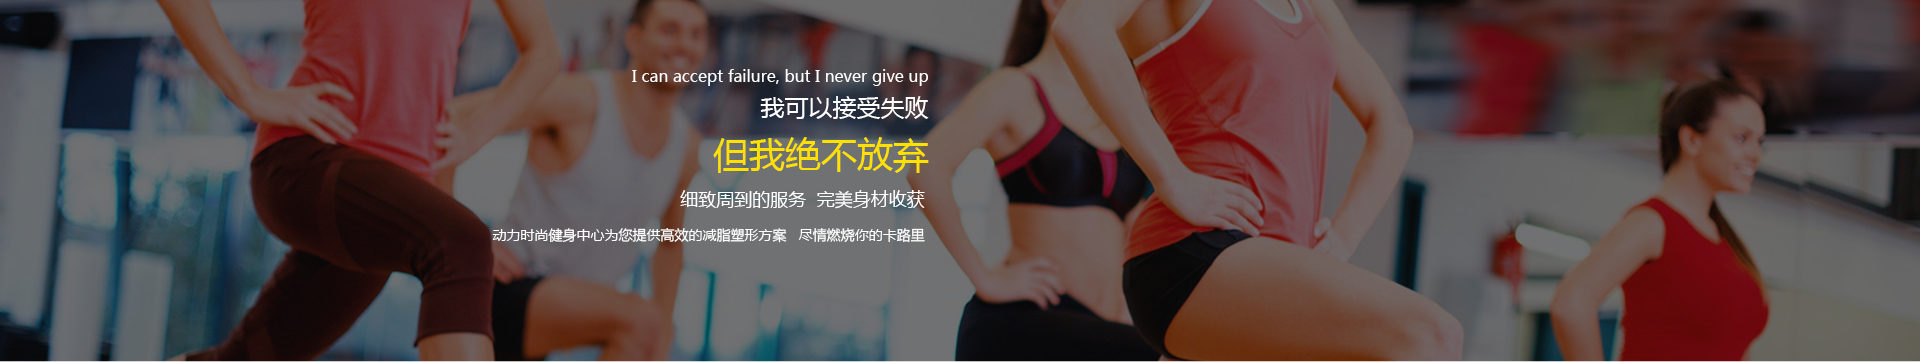 I can accept failure, but I never give up
我可以接受失败
但我绝不放弃
细致周到的服务 完美身材收获
动力时尚健身中心为您提供高效的减脂塑形方案 尽情燃烧你的卡路里